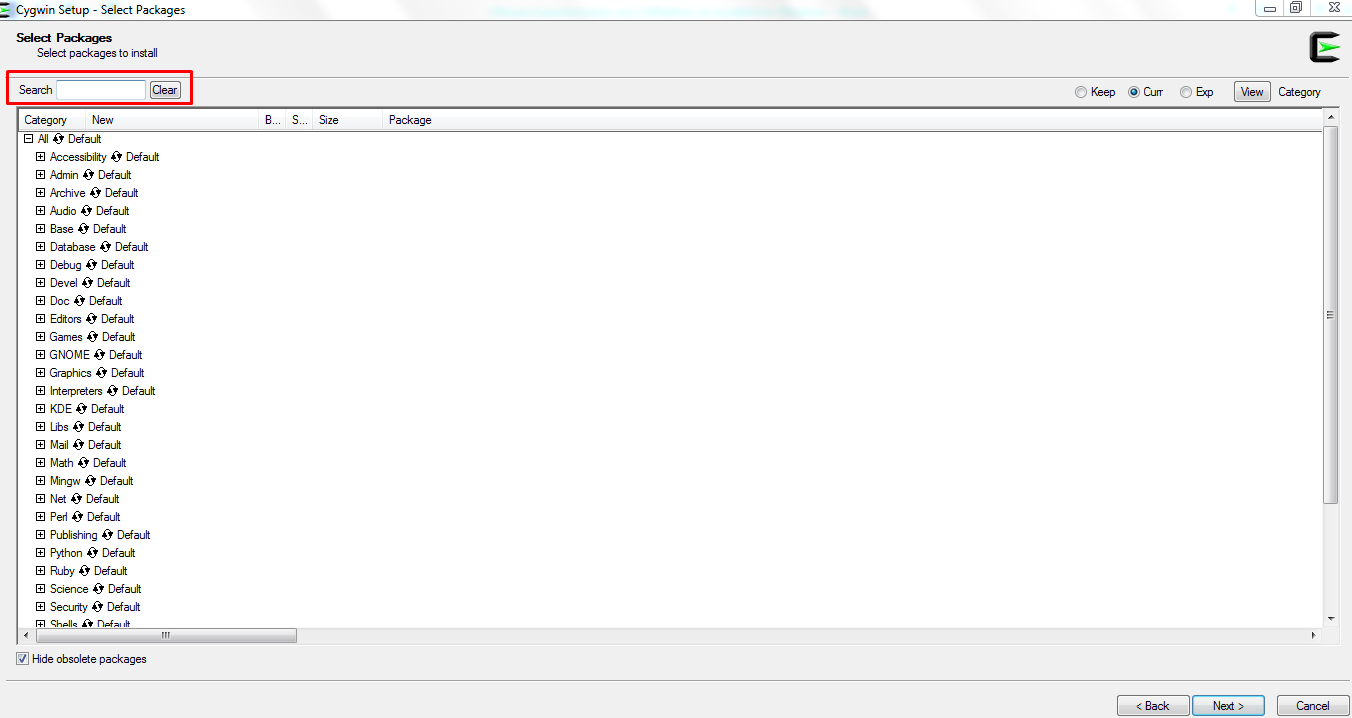 Cygwin Setup - Select Packages
Select Packages
Select packages to install
Search Clear Keep Curr Exp View Category
Category New B... S... Size Package
All Default
Accessibility Default
Admin Default
Archive Default
Audio Default
Base Default
Database Default
Debug Default
Devel Default
Doc Default
Editors Default
Games Default
GNOME Default
Graphics Default
Interpreters Default
KDE Default
Libs Default
Mail Default
Math Default
Mingw Default
Net Default
Perl Default
Publishing Default
Python Default
Ruby Default
Science Default
Security Default
Shells Default
Hide obsolete packages
< Back Next > Cancel